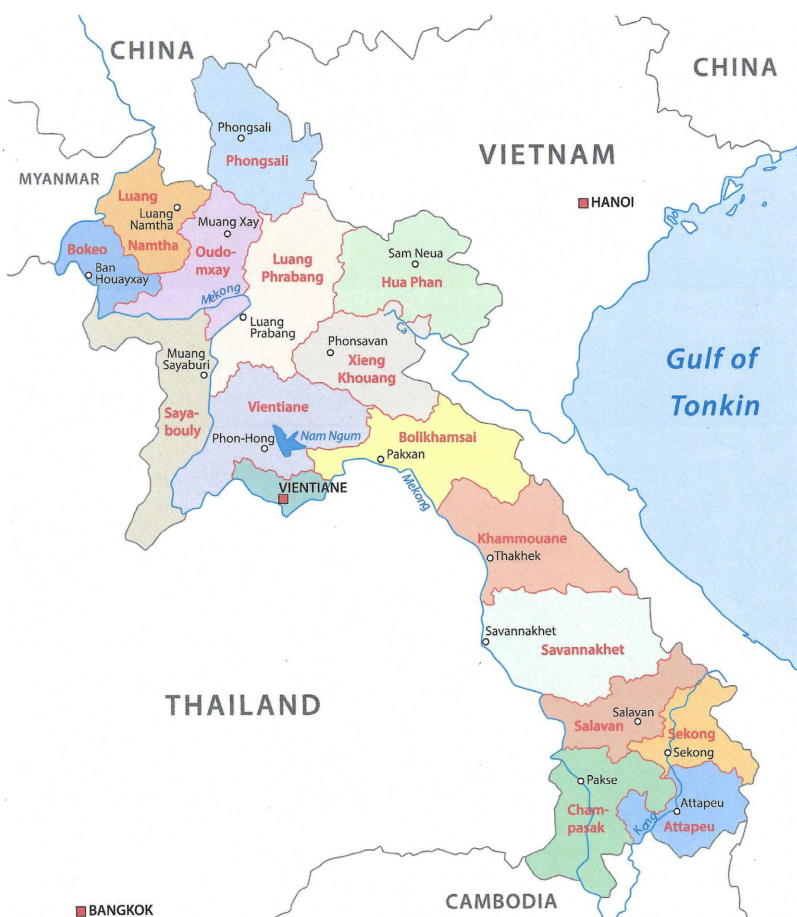 CHINA
CHINA
Phongsali
Phongsali
VIETNAM
MYANMAR
HANOI
Luang
Namtha
Luang
Namtha
Muang Xay
Oudo-
mxay
Bokeo
Ban
Houayxay
Luang
Phrabang
Sam Neua
Hua Phan
Mekong
Luang
Prabang
Ca
Phonsavan
Xieng
Khouang
Muang
Sayaburi
Gulf of
Tonkin
Saya-
bouly
Vientiane
Phon-Hong
Nam Ngum
Bolikhamsai
Pakxan
VIENTIANE
Mekong
Khammouane
Thakhek
Savannakhet
Savannakhet
THAILAND
Salavan
Salavan
Sekong
Sekong
Pakse
Cham-
pasak
Attapeu
Attapeu
Kong
CAMBODIA
BANGKOK